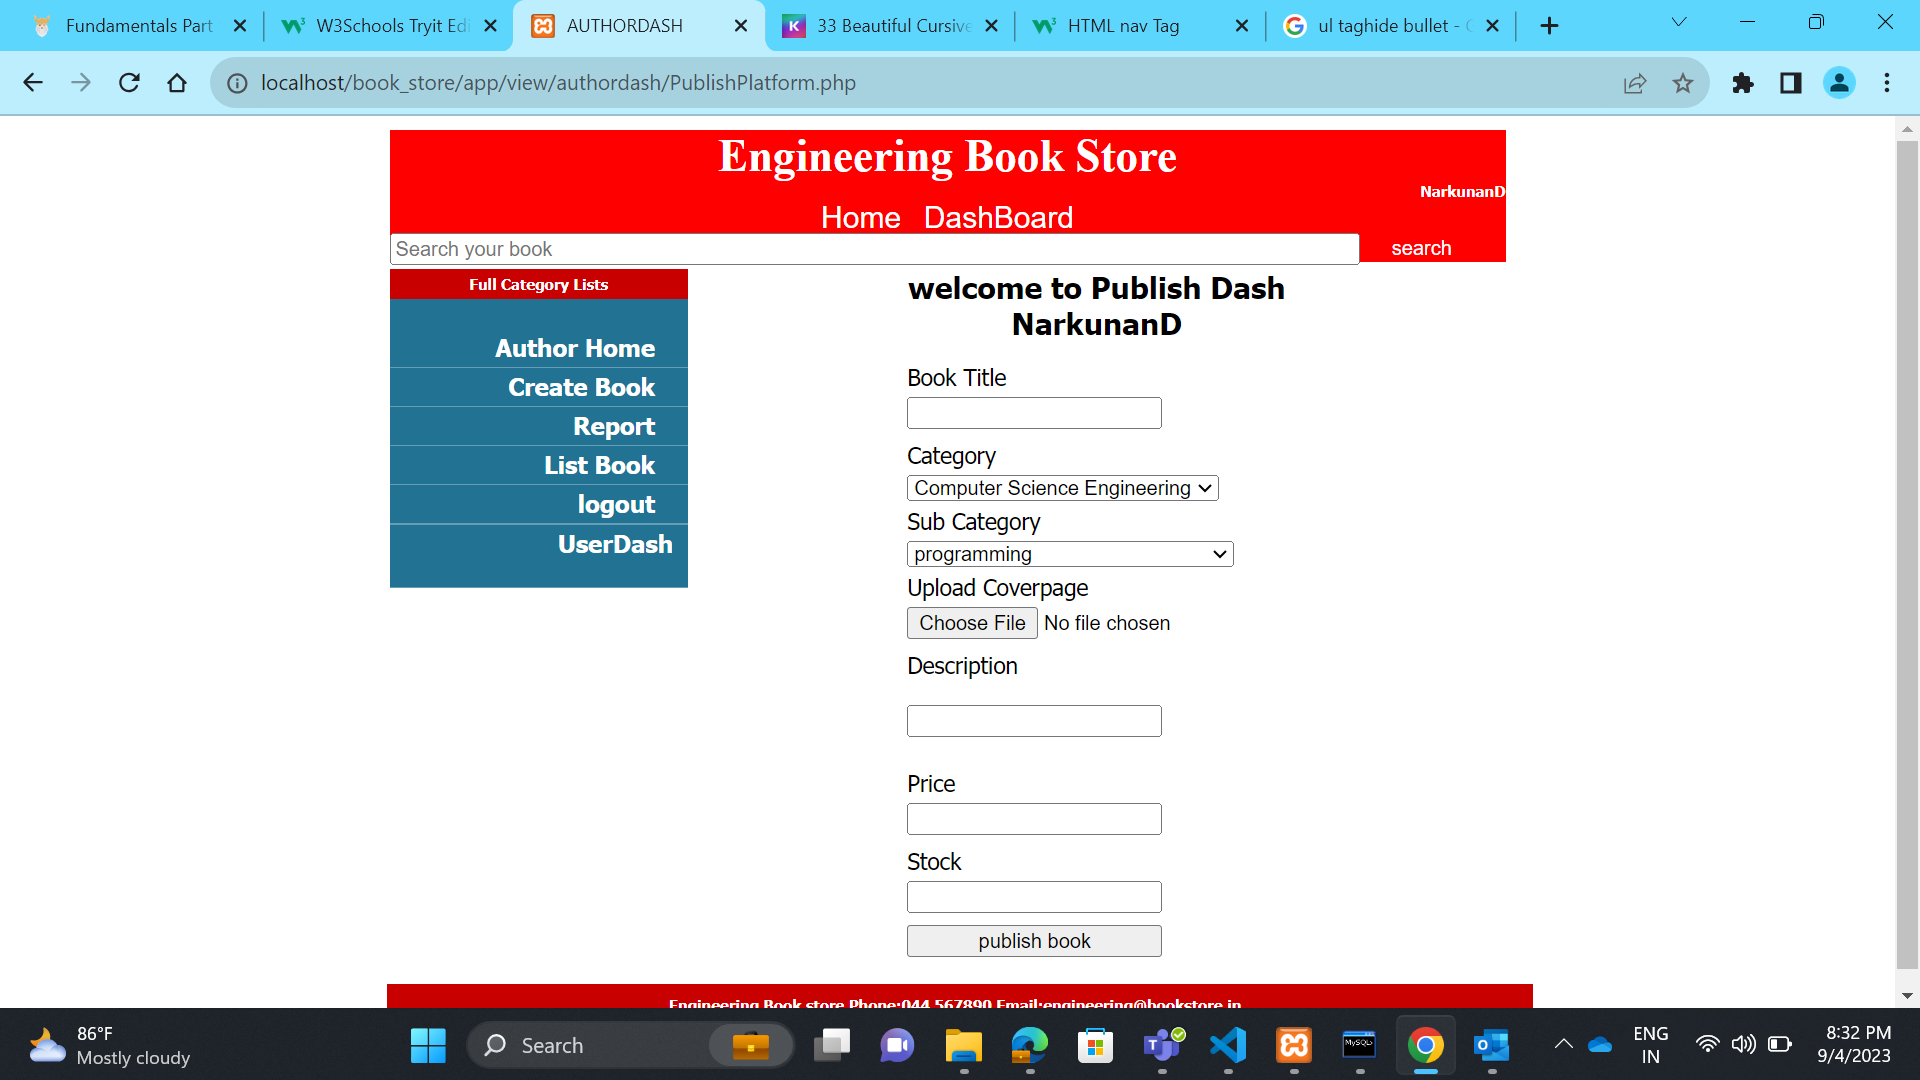 Fundamentals Part
W3Schools Tryit Edi
AUTHORDASH
33 Beautiful Cursive
HTML nav Tag
ul taghide bullet -
localhost/book_store/app/view/authordash/PublishPlatform.php
Engineering Book Store
NarkunanD
Home DashBoard
Search your book
search
Full Category Lists
Author Home
Create Book
Report
List Book
logout
UserDash
welcome to Publish Dash
NarkunanD
Book Title
Category
Computer Science Engineering
Sub Category
programming
Upload Coverpage
Choose File No file chosen
Description
Price
Stock
publish book
Engineering Book store Phone:044 567890 Email:engineering@bookstore.in
86°F
Mostly cloudy
Search
MySQL>
ENG
IN
8:32 PM
9/4/2023